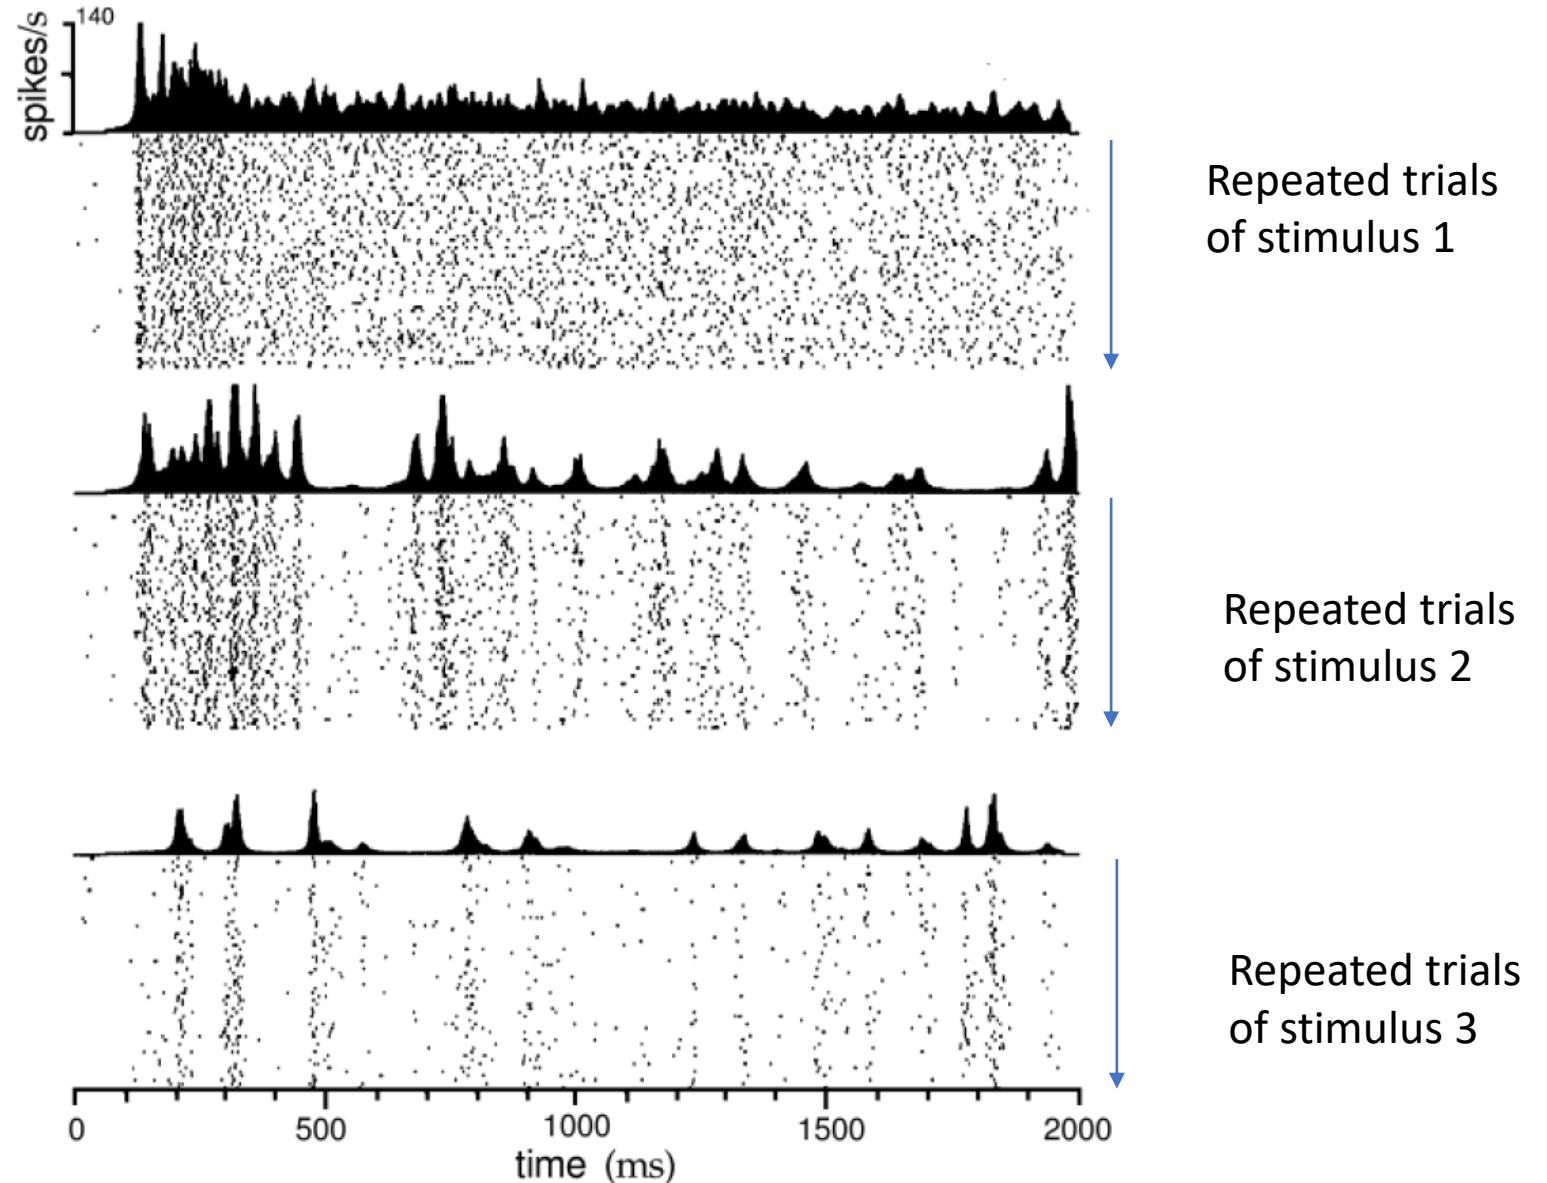 140
spikes/s
Repeated trials
of stimulus 1
Repeated trials
of stimulus 2
Repeated trials
of stimulus 3
0 500 1000 1500 2000
time (ms)